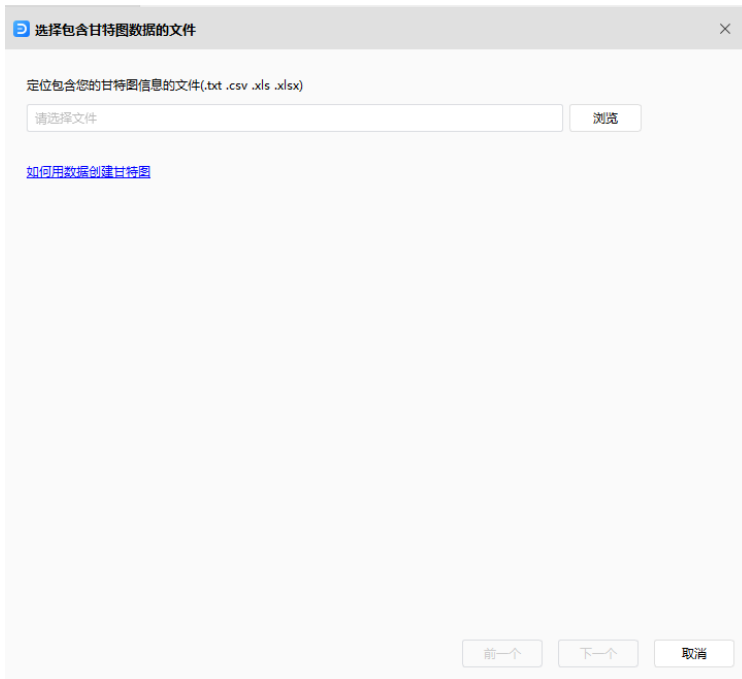 选择包含甘特图数据的文件
定位包含您的甘特图信息的文件(.txt .csv .xls .xlsx)
请选择文件
浏览
如何用数据创建甘特图
前一个
下一个
取消